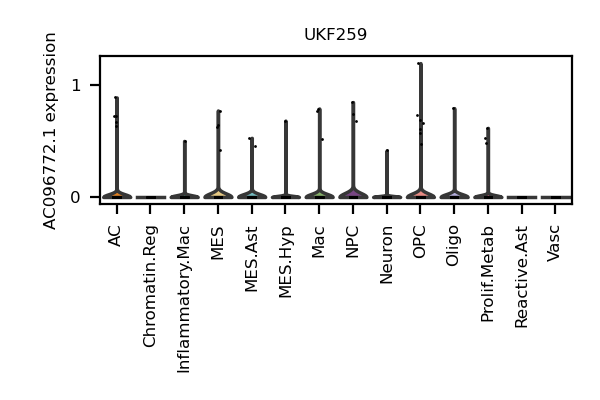 UKF259
AC096772.1 expression
1
0
AC
Chromatin.Reg
Inflammatory.Mac
MES
MES.Ast
MES.Hyp
Mac
NPC
Neuron
OPC
Oligo
Prolif.Metab
Reactive.Ast
Vasc